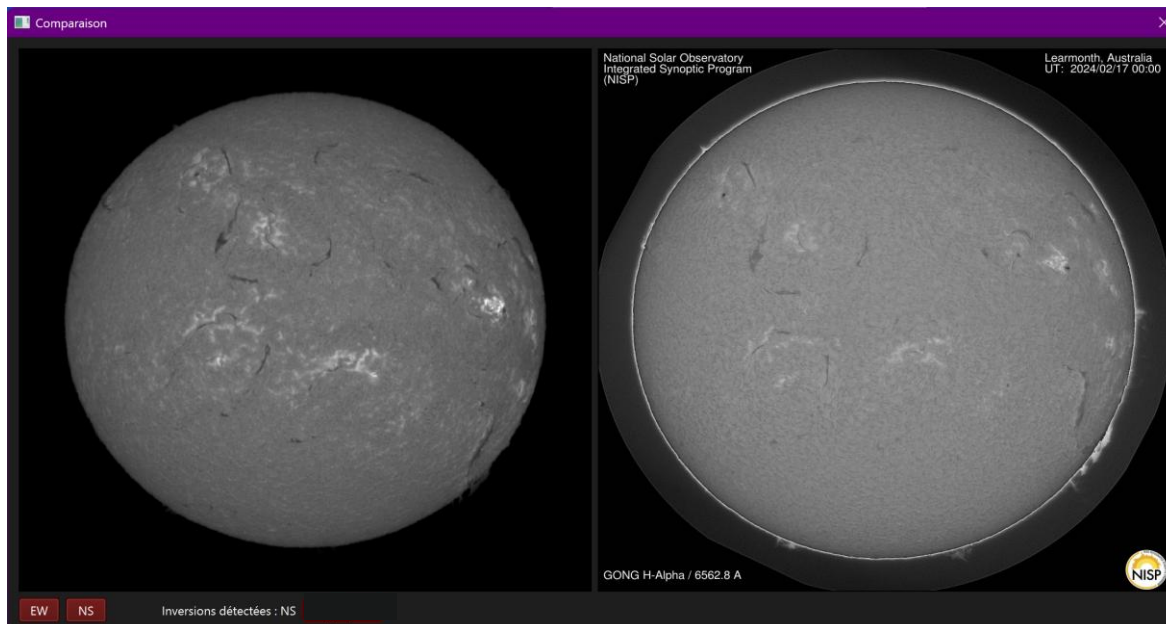 Comparaison
National Solar Observatory
Integrated Synoptic Program
(NISP)
Learmonth, Australia
UT: 2024/02/17 00:00
GONG H-Alpha / 6562.8 A
NISP
EW
NS
Inversions détectées : NS